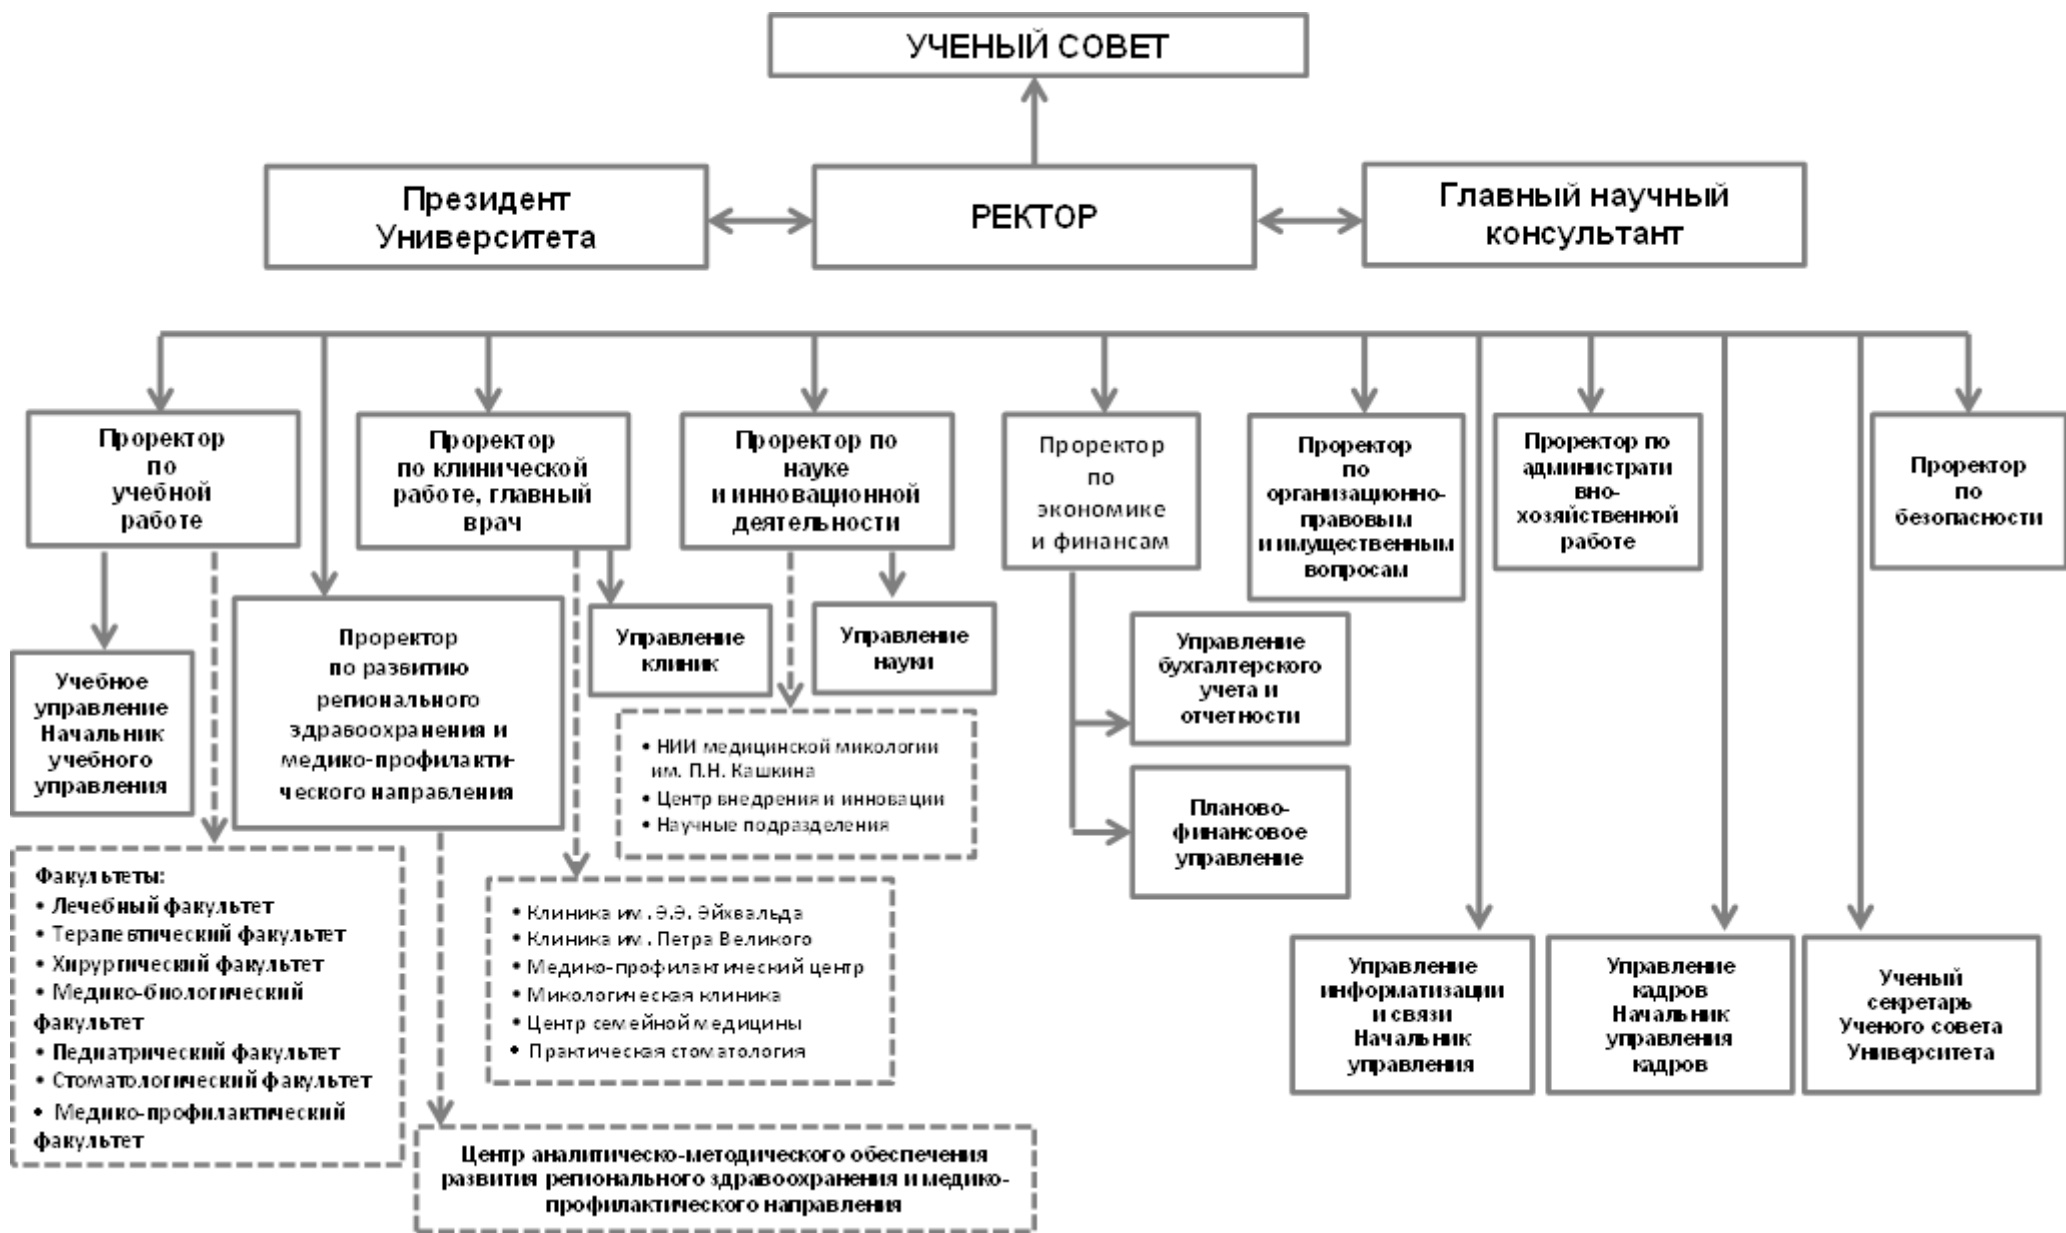 УЧЕНЫЙ СОВЕТ
Президент
Университета
РЕКТОР
Главный научный
консультант
Проректор
по
учебной
работе
Проректор
по клинической
работе, главный
врач
Проректор по
науке
и инновационной
деятельности
Проректор
по
экономике
и финансам
Проректор
по
организационно-
правовым
и имущественным
вопросам
Проректор по
администрати
вно-
хозяйственной
работе
Проректор
по
безопасности
Учебное
управление
Начальник
учебного
управления
Проректор
по развитию
регионального
здравоохранения и
медико-профилакти-
ческого направления
Управление
клиник
Управление
науки
Управление
бухгалтерского
учета и
отчетности
• НИИ медицинской микологии
им. П.Н. Кашкина
• Центр внедрения и инновации
• Научные подразделения
Планово-
финансовое
управление
Факультеты:
• Лечебный факультет
• Терапевтический факультет
• Хирургический факультет
• Медико-биологический
факультет
• Педиатрический факультет
• Стоматологический факультет
• Медико-профилактический
факультет
• Клиника им. Э.Э. Эйхвальда
• Клиника им. Петра Великого
• Медико-профилактический центр
• Микологическая клиника
• Центр семейной медицины
• Практическая стоматология
Управление
информатизации
и связи
Начальник
управления
Управление
кадров
Начальник
управления
кадров
Ученый
секретарь
Ученого совета
Университета
Центр аналитическо-методического обеспечения
развития регионального здравоохранения и медико-
профилактического направления